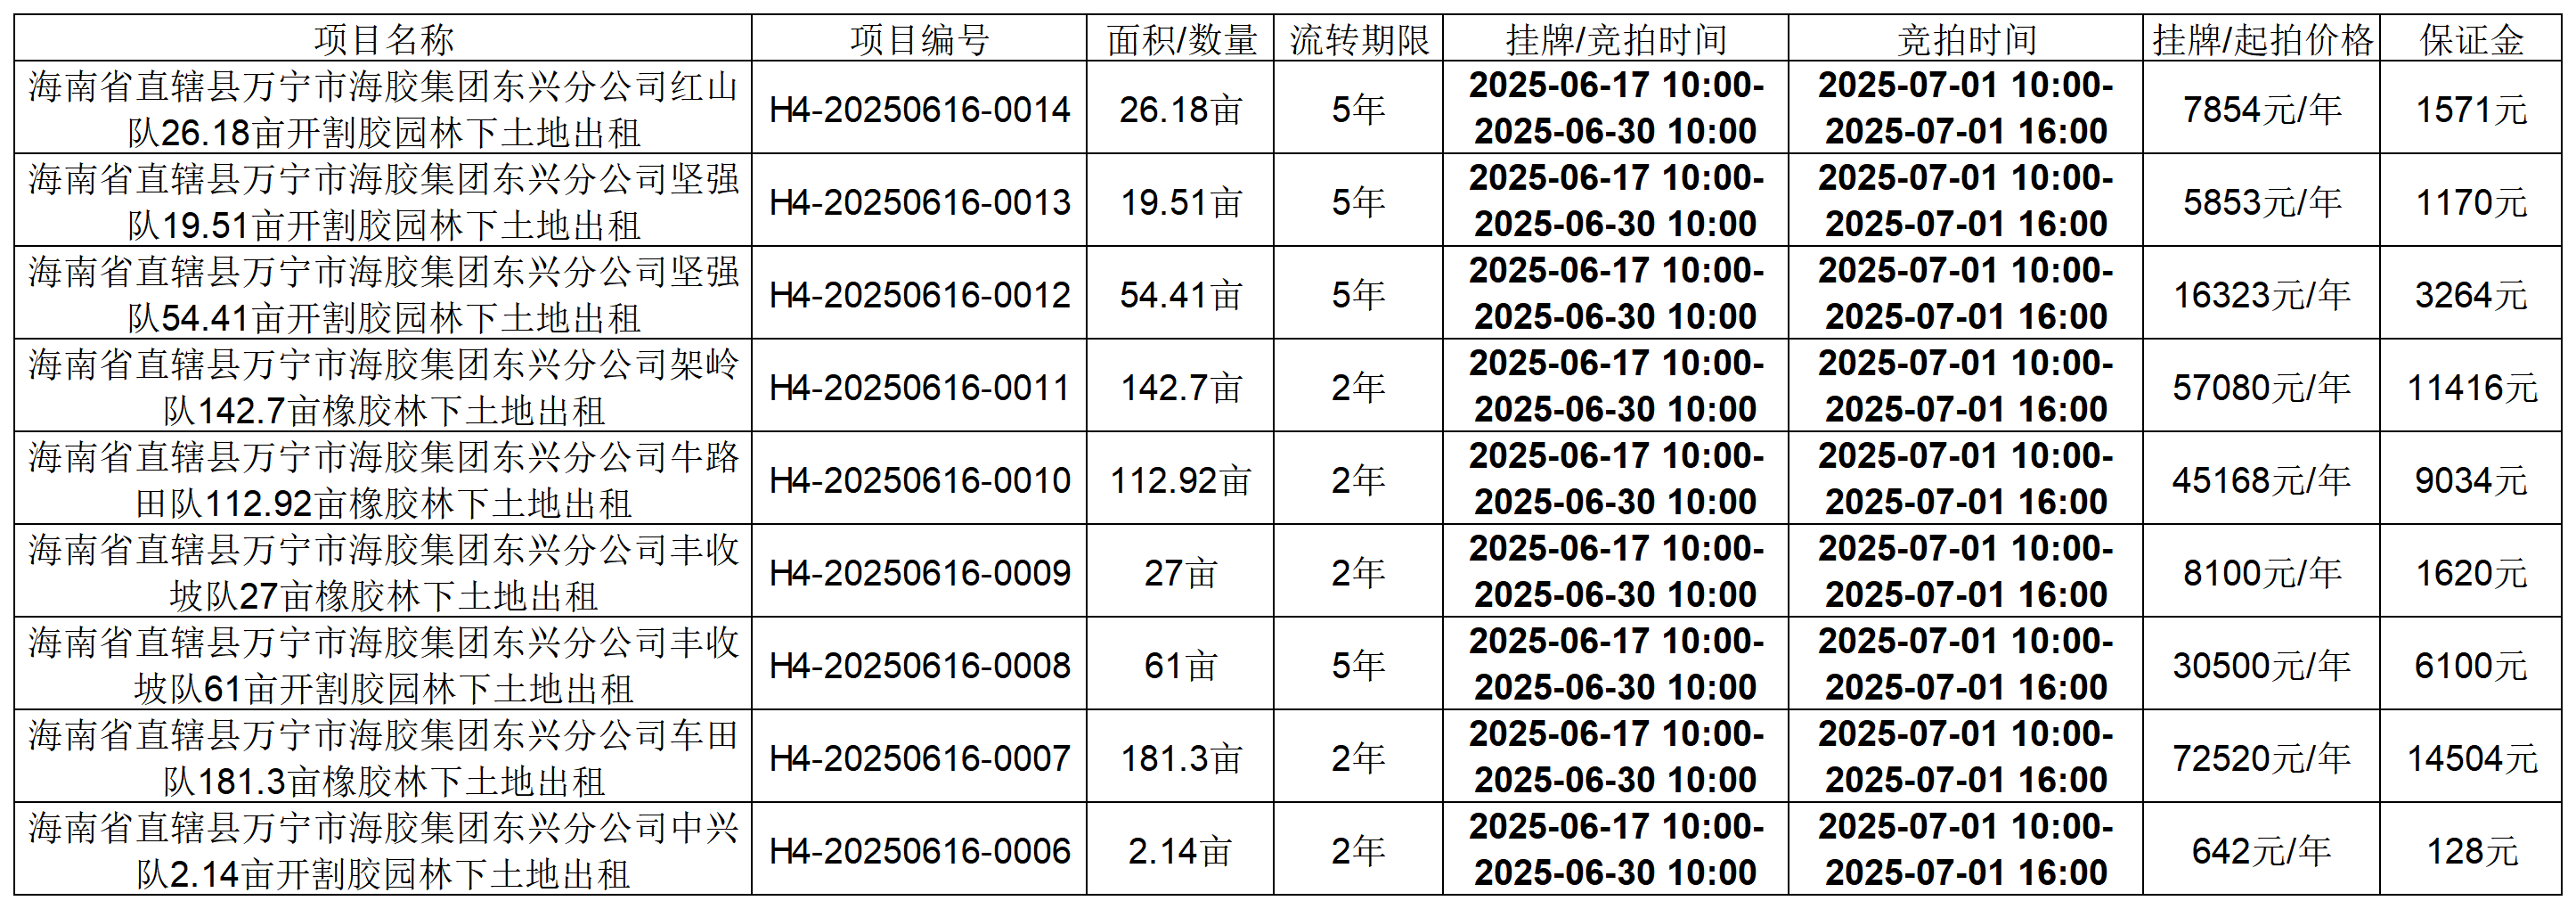 项目名称 项目编号 面积/数量 流转期限 挂牌/竞拍时间 竞拍时间 挂牌/起拍价格 保证金
海南省直辖县万宁市海胶集团东兴分公司红山
队26.18亩开割胶园林下土地出租
H4-20250616-0014
26.18亩
5年
2025-06-17 10:00-
2025-06-30 10:00
2025-07-01 10:00-
2025-07-01 16:00
7854元/年
1571元
海南省直辖县万宁市海胶集团东兴分公司坚强
队19.51亩开割胶园林下土地出租
H4-20250616-0013
19.51亩
5年
2025-06-17 10:00-
2025-06-30 10:00
2025-07-01 10:00-
2025-07-01 16:00
5853元/年
1170元
海南省直辖县万宁市海胶集团东兴分公司坚强
队54.41亩开割胶园林下土地出租
H4-20250616-0012
54.41亩
5年
2025-06-17 10:00-
2025-06-30 10:00
2025-07-01 10:00-
2025-07-01 16:00
16323元/年
3264元
海南省直辖县万宁市海胶集团东兴分公司架岭
队142.7亩橡胶林下土地出租
H4-20250616-0011
142.7亩
2年
2025-06-17 10:00-
2025-06-30 10:00
2025-07-01 10:00-
2025-07-01 16:00
57080元/年
11416元
海南省直辖县万宁市海胶集团东兴分公司牛路
田队112.92亩橡胶林下土地出租
H4-20250616-0010
112.92亩
2年
2025-06-17 10:00-
2025-06-30 10:00
2025-07-01 10:00-
2025-07-01 16:00
45168元/年
9034元
海南省直辖县万宁市海胶集团东兴分公司丰收
坡队27亩橡胶林下土地出租
H4-20250616-0009
27亩
2年
2025-06-17 10:00-
2025-06-30 10:00
2025-07-01 10:00-
2025-07-01 16:00
8100元/年
1620元
海南省直辖县万宁市海胶集团东兴分公司丰收
坡队61亩开割胶园林下土地出租
H4-20250616-0008
61亩
5年
2025-06-17 10:00-
2025-06-30 10:00
2025-07-01 10:00-
2025-07-01 16:00
30500元/年
6100元
海南省直辖县万宁市海胶集团东兴分公司车田
队181.3亩橡胶林下土地出租
H4-20250616-0007
181.3亩
2年
2025-06-17 10:00-
2025-06-30 10:00
2025-07-01 10:00-
2025-07-01 16:00
72520元/年
14504元
海南省直辖县万宁市海胶集团东兴分公司中兴
队2.14亩开割胶园林下土地出租
H4-20250616-0006
2.14亩
2年
2025-06-17 10:00-
2025-06-30 10:00
2025-07-01 10:00-
2025-07-01 16:00
642元/年
128元